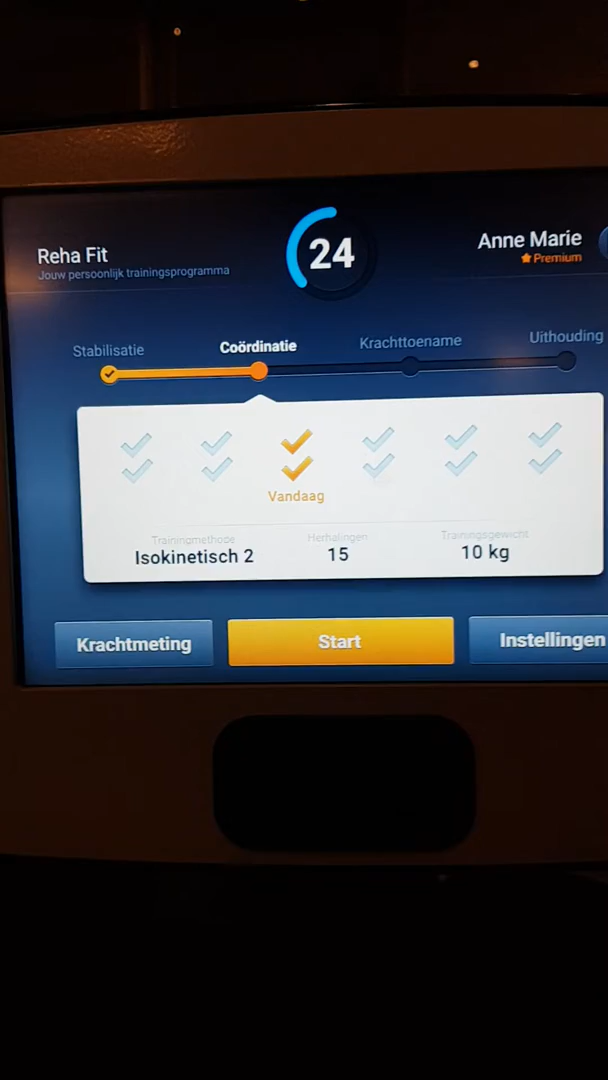 Reha Fit
Jouw persoonlijk trainingsprogramma
24
Anne Marie
Premium
Stabilisatie
Coördinatie
Krachttoename
Uithouding
Vandaag
Trainingmethode
Herhalingen
Trainingsgewicht
Isokinetisch 2
15
10 kg
Krachtmeting
Start
Instellingen